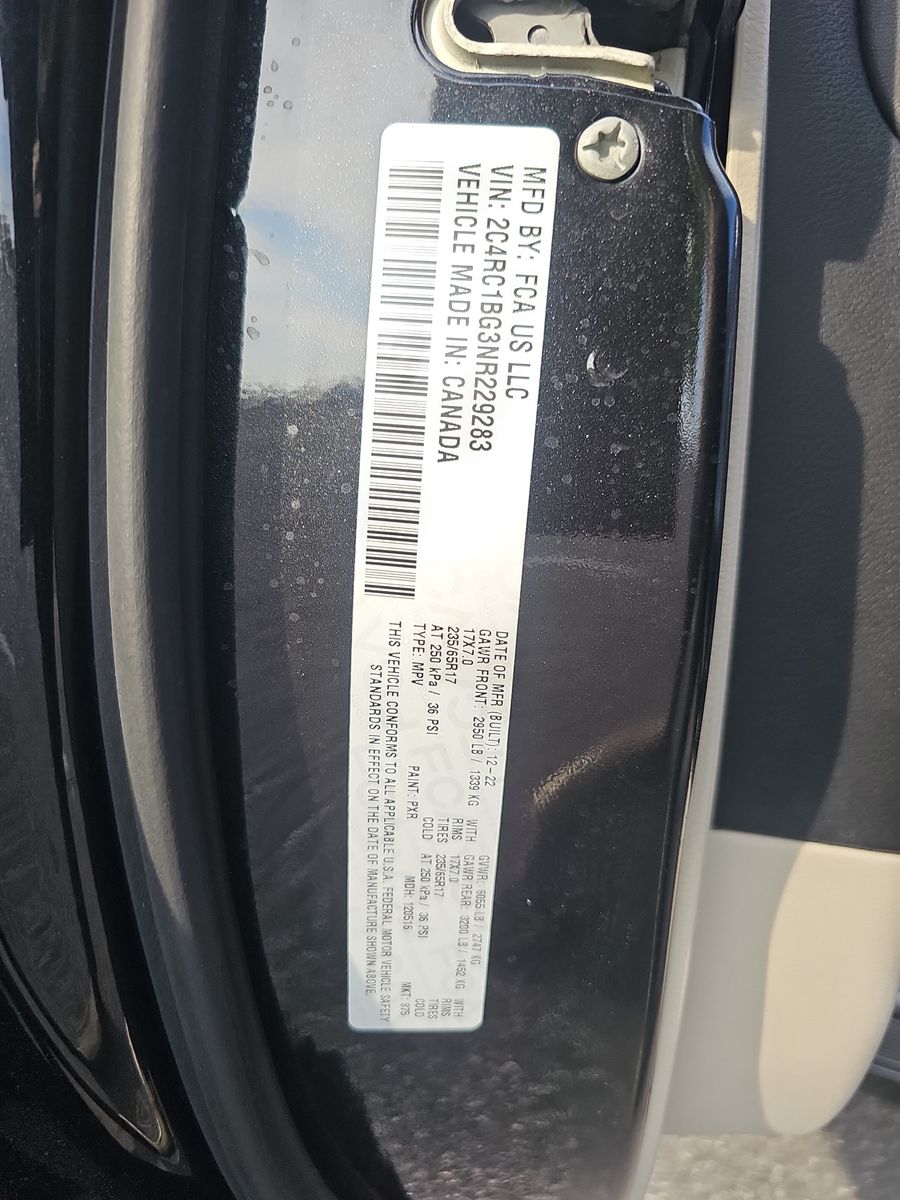 MFD BY: FCA US LLC
VIN: 2C4RC1BG3NR229283
VEHICLE MADE IN: CANADA
DATE OF MFR (BUILT): 12-22 GVWR: 6055 LB / 2747 KG
GAWR FRONT: 2950 LB / 1339 KG WITH GAWR REAR: 3200 LB / 1452 KG WITH
17X7.0 RIMS 17X7.0 RIMS
235/65R17 TIRES 235/65R17 TIRES
AT 250 kPa / 36 PSI COLD AT 250 kPa / 36 PSI COLD
TYPE: MPV PAINT: PXR MDH: 120516 MKT: 875
THIS VEHICLE CONFORMS TO ALL APPLICABLE U.S.A. FEDERAL MOTOR VEHICLE SAFETY
STANDARDS IN EFFECT ON THE DATE OF MANUFACTURE SHOWN ABOVE.